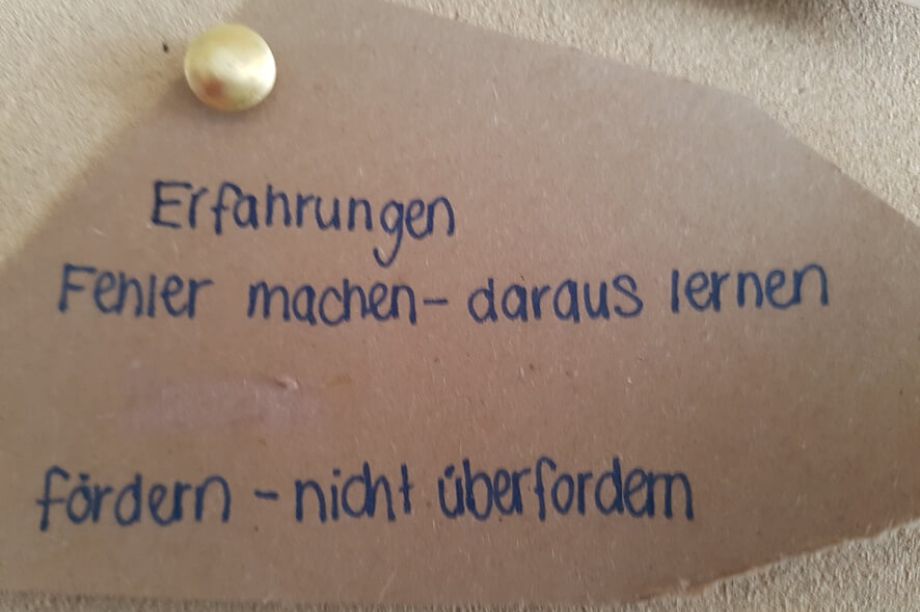 Erfahrungen
Fehler machen - daraus lernen
fördern - nicht überfordern